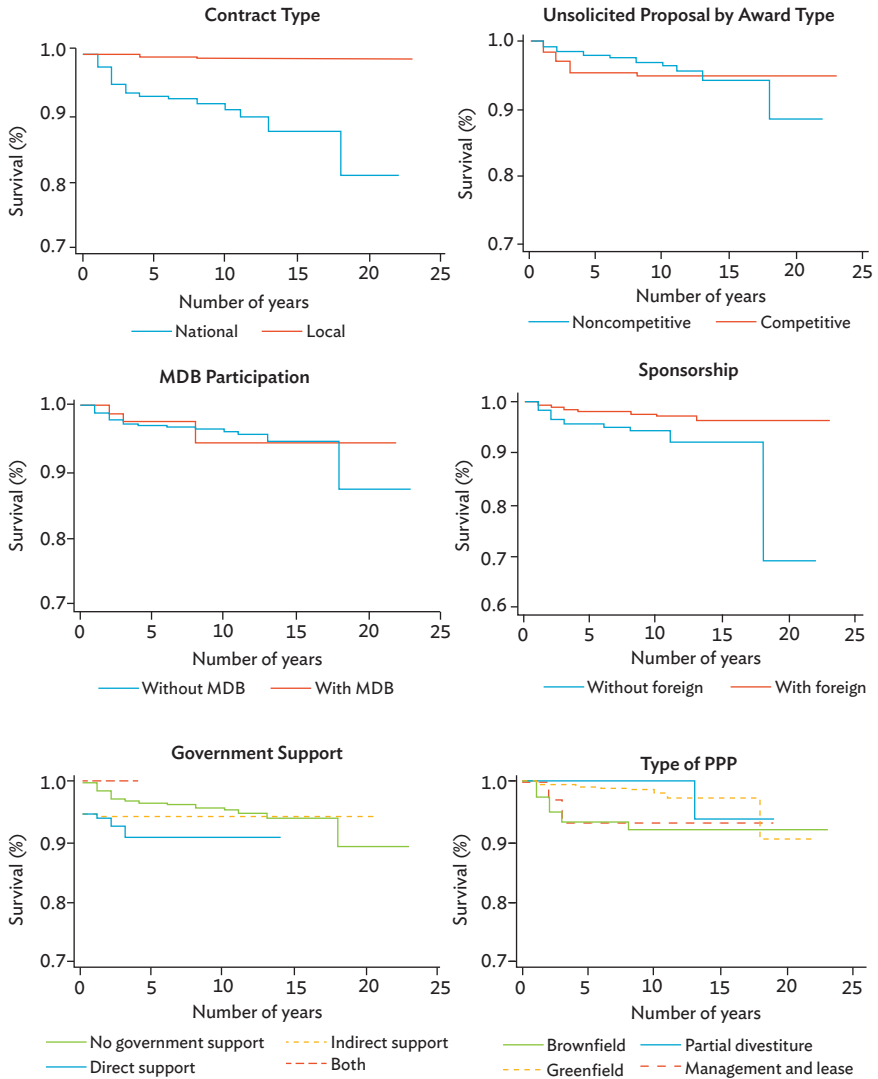 Contract Type
1.0
0.9
0.8
0.7
Survival (%)
0 5 10 15 20 25
Number of years
National Local
Unsolicited Proposal by Award Type
1.0
0.9
0.8
0.7
Survival (%)
0 5 10 15 20 25
Number of years
Noncompetitive Competitive
MDB Participation
1.0
0.9
0.8
0.7
Survival (%)
0 5 10 15 20 25
Number of years
Without MDB With MDB
Sponsorship
1.0
0.9
0.8
0.7
0.6
Survival (%)
0 5 10 15 20 25
Number of years
Without foreign With foreign
Government Support
1.0
0.9
0.8
0.7
Survival (%)
0 5 10 15 20 25
Number of years
No government support Indirect support
Direct support Both
Type of PPP
1.0
0.9
0.8
0.7
Survival (%)
0 5 10 15 20 25
Number of years
Brownfield Partial divestiture
Greenfield Management and lease